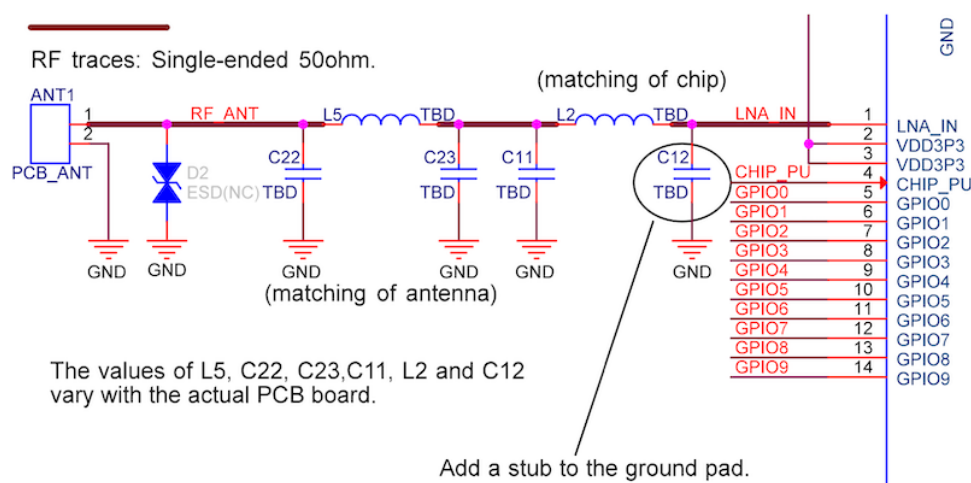 RF traces: Single-ended 50ohm.
GND
(matching of chip)
ANT1
1
RF_ANT
L5
TBD
L2
TBD
LNA_IN
1
LNA_IN
2
2
VDD3P3
3
VDD3P3
PCB_ANT
D2
ESD(NC)
C22
TBD
C23
TBD
C11
TBD
C12
TBD
CHIP_PU
4
CHIP_PU
GPIO0
5
GPIO0
GPIO1
6
GPIO1
GPIO2
7
GPIO2
GPIO3
8
GPIO3
GPIO4
9
GPIO4
GPIO5
10
GPIO5
GPIO6
11
GPIO6
GPIO7
12
GPIO7
GPIO8
13
GPIO8
GPIO9
14
GPIO9
GND
GND
GND
GND
GND
GND
(matching of antenna)
The values of L5, C22, C23,C11, L2 and C12
vary with the actual PCB board.
Add a stub to the ground pad.